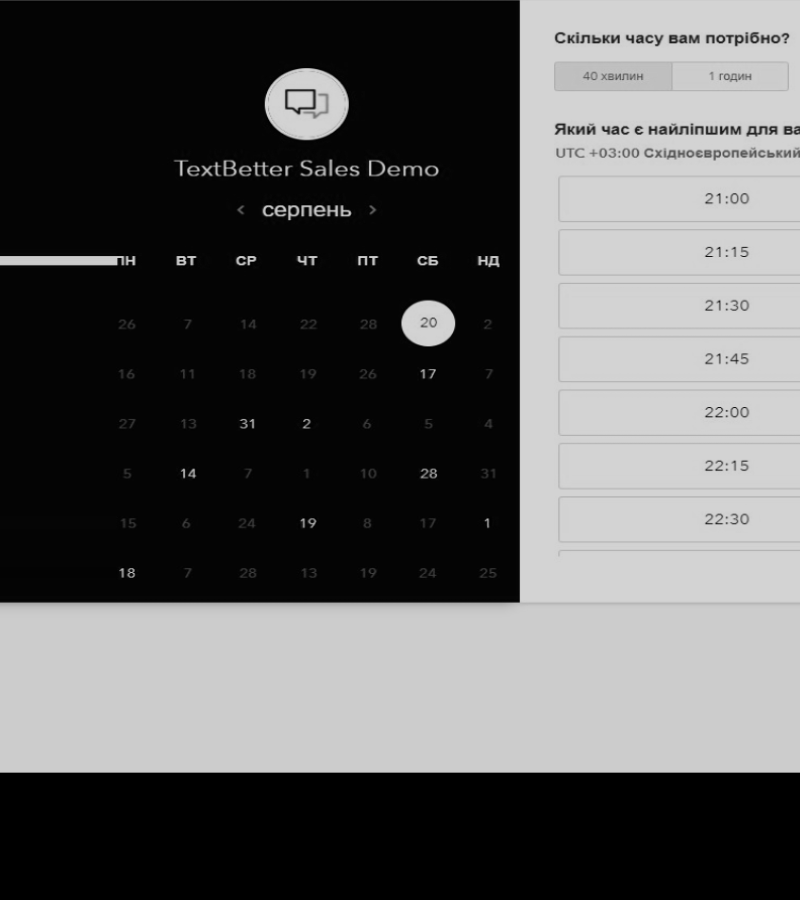 TextBetter Sales Demo
‹ серпень ›
ПН ВТ СР ЧТ ПТ СБ НД
26 7 14 22 28 20 2
16 11 18 19 26 17 7
27 13 31 2 6 5 4
5 14 7 1 10 28 31
15 6 24 19 8 17 1
18 7 28 13 19 24 25
Скільки часу вам потрібно?
40 хвилин 1 годин
Який час є найліпшим для ва
UTC +03:00 Східноєвропейський
21:00
21:15
21:30
21:45
22:00
22:15
22:30